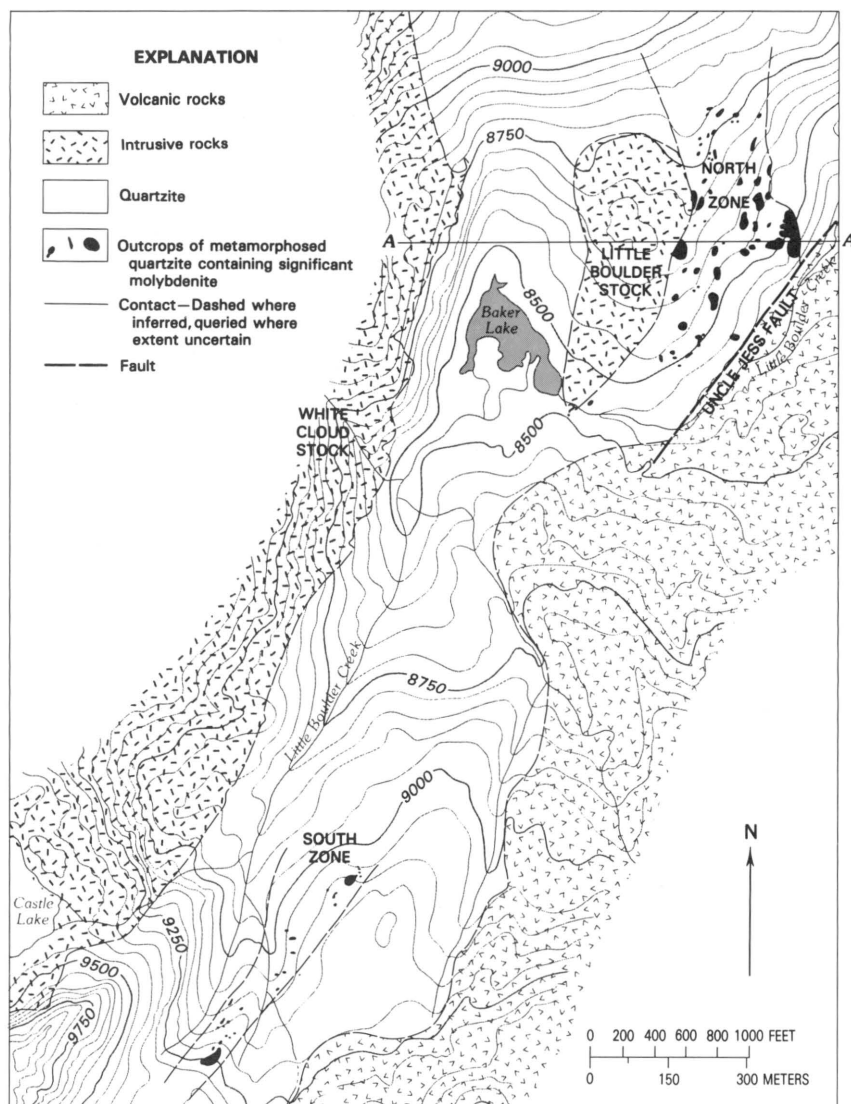 EXPLANATION
Volcanic rocks
Intrusive rocks
Quartzite
Outcrops of metamorphosed
quartzite containing significant
molybdenite
Contact—Dashed where
inferred, queried where
extent uncertain
Fault
9000
8750
NORTH
ZONE
A
A
LITTLE
BOULDER
STOCK
8500
Baker
Lake
UNCLE JESS FAULT
Little Boulder Creek
WHITE
CLOUD
STOCK
8500
Little Boulder Creek
8750
9000
SOUTH
ZONE
N
Castle
Lake
9250
9500
9750
0 200 400 600 800 1000 FEET
0 150 300 METERS